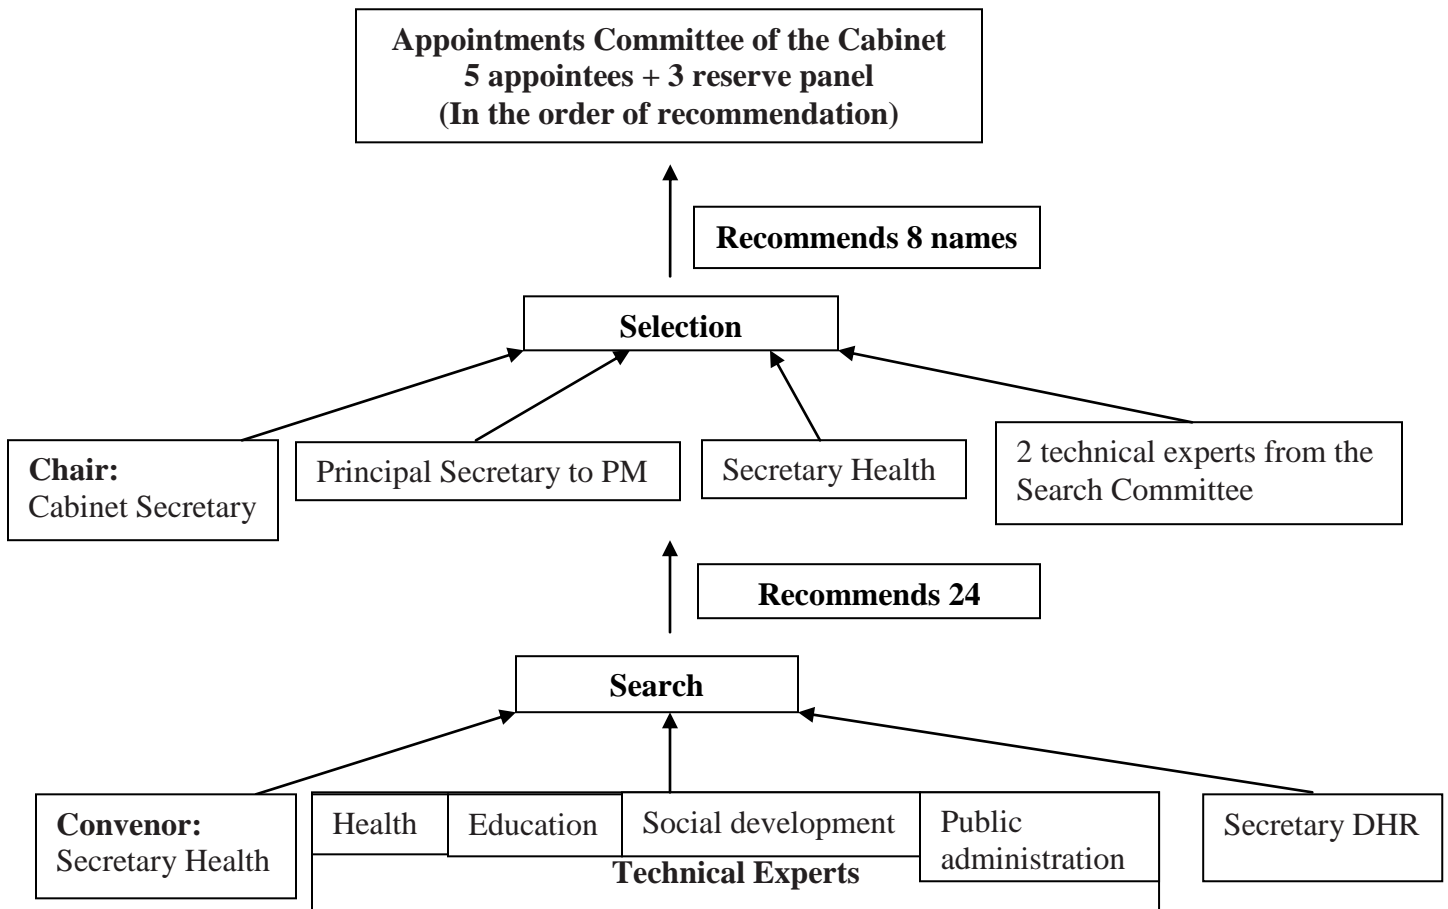 Appointments Committee of the Cabinet
5 appointees + 3 reserve panel
(In the order of recommendation)
Recommends 8 names
Selection
Chair:
Cabinet Secretary
Principal Secretary to PM
Secretary Health
2 technical experts from the
Search Committee
Recommends 24
Search
Convenor:
Secretary Health
Health
Education
Social development
Public
administration
Technical Experts
Secretary DHR